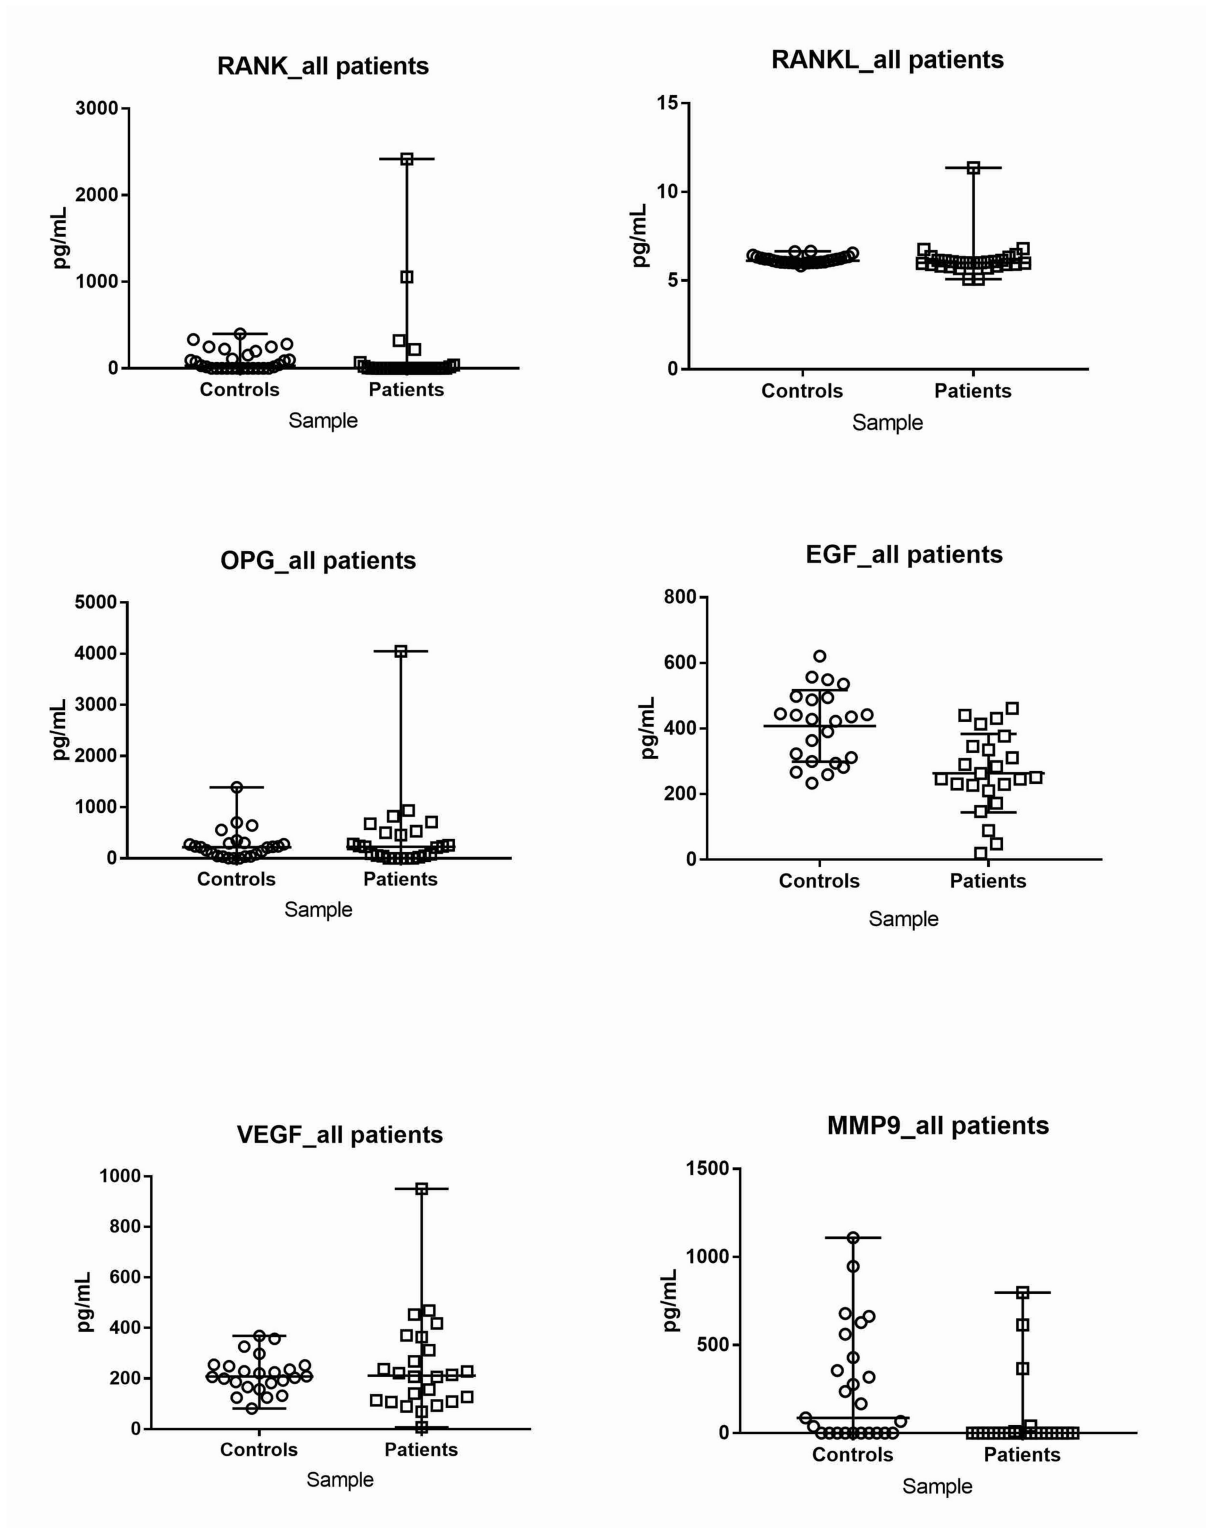 RANK_all patients
3000
2000
1000
0
pg/mL
Controls
Patients
Sample
RANKL_all patients
15
10
5
0
pg/mL
Controls
Patients
Sample
OPG_all patients
5000
4000
3000
2000
1000
0
pg/mL
Controls
Patients
Sample
EGF_all patients
800
600
400
200
0
pg/mL
Controls
Patients
Sample
VEGF_all patients
1000
800
600
400
200
0
pg/mL
Controls
Patients
Sample
MMP9_all patients
1500
1000
500
0
pg/mL
Controls
Patients
Sample